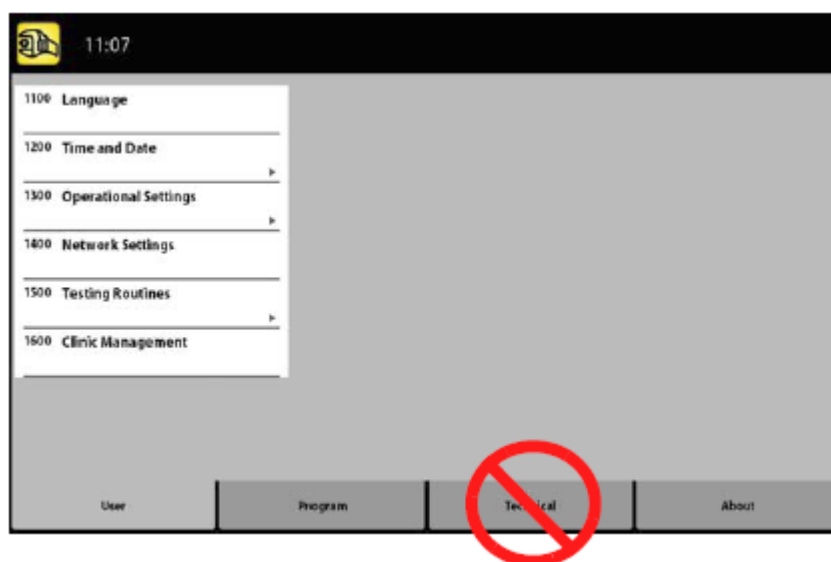 11:07
1100 Language
1200 Time and Date
1300 Operational Settings
1400 Network Settings
1500 Testing Routines
1600 Clinic Management
User Program Technical About